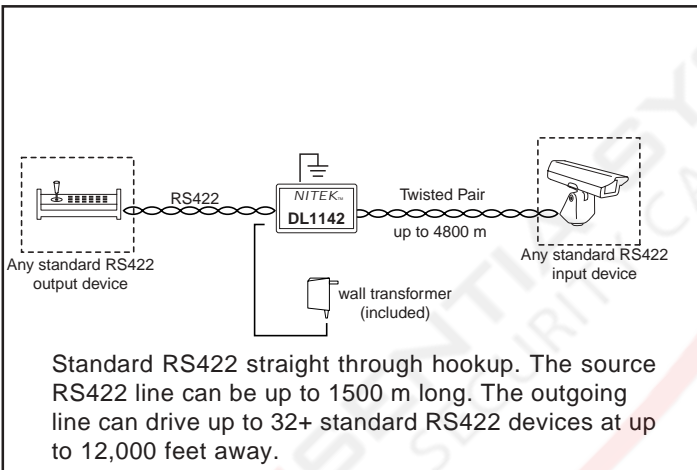 RS422
NITEK™
DL1142
Twisted Pair
up to 4800 m
Any standard RS422
output device
Any standard RS422
input device
wall transformer
(included)
Standard RS422 straight through hookup. The source
RS422 line can be up to 1500 m long. The outgoing
line can drive up to 32+ standard RS422 devices at up
to 12,000 feet away.